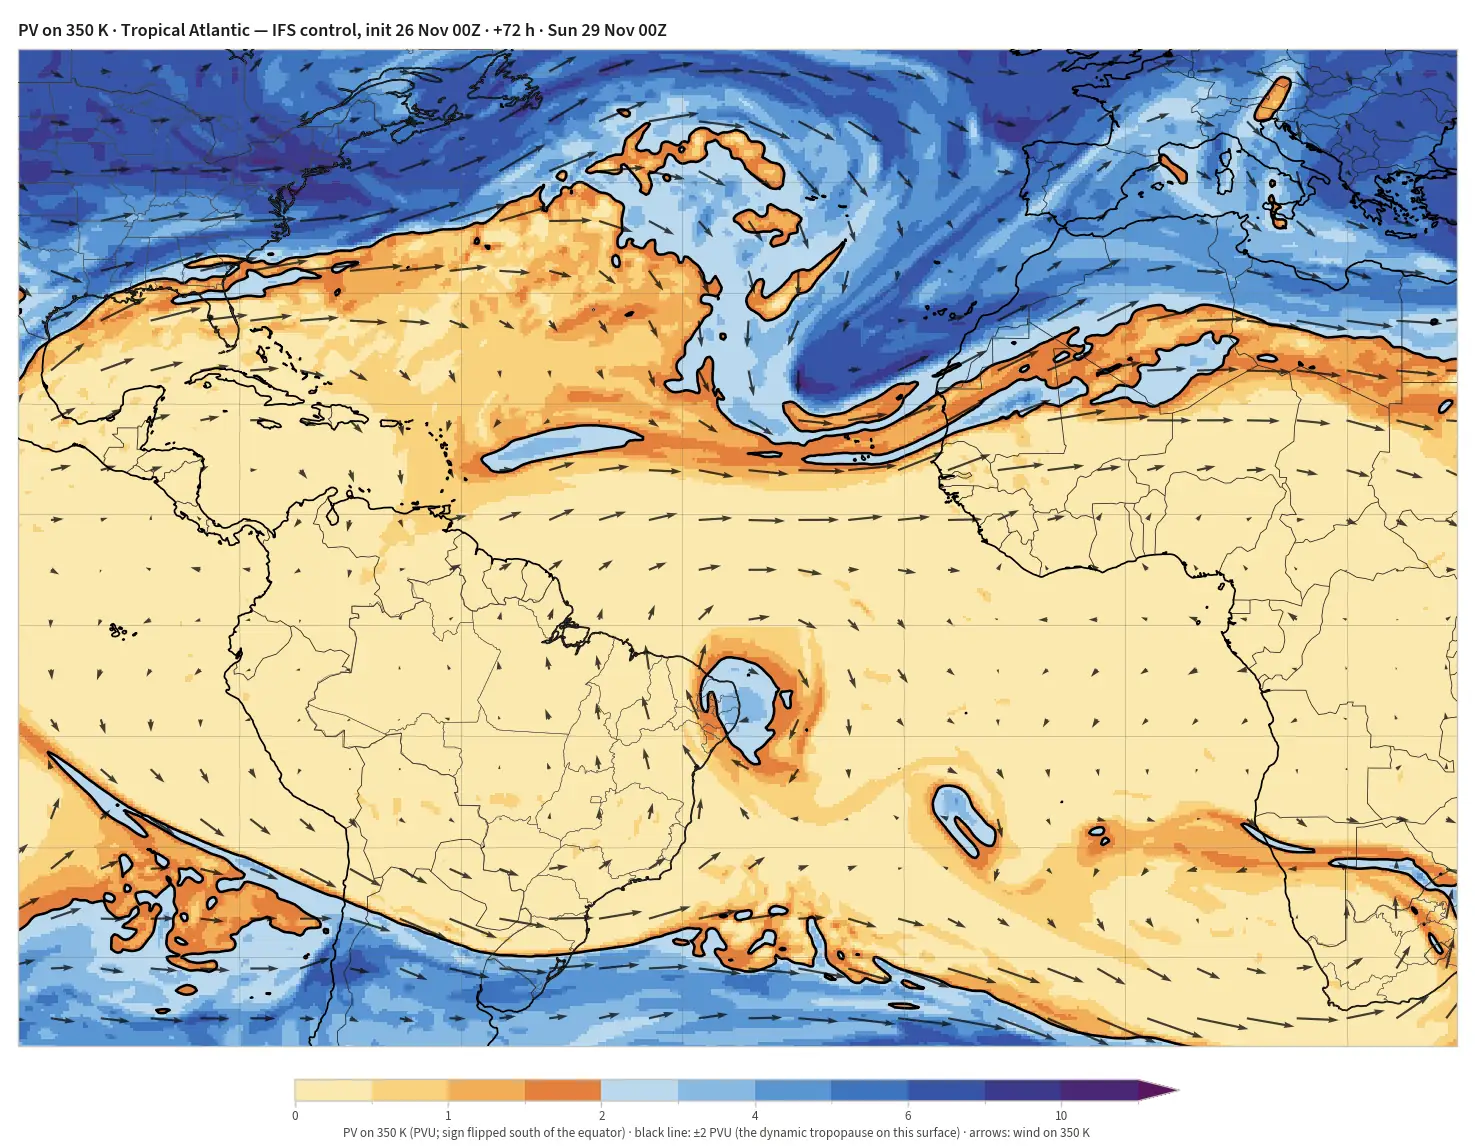 PV on 350 K · Tropical Atlantic — IFS control, init 26 Nov 00Z · +72 h · Sun 29 Nov 00Z
0 1 2 4 6 10
PV on 350 K (PVU; sign flipped south of the equator) · black line: ±2 PVU (the dynamic tropopause on this surface) · arrows: wind on 350 K